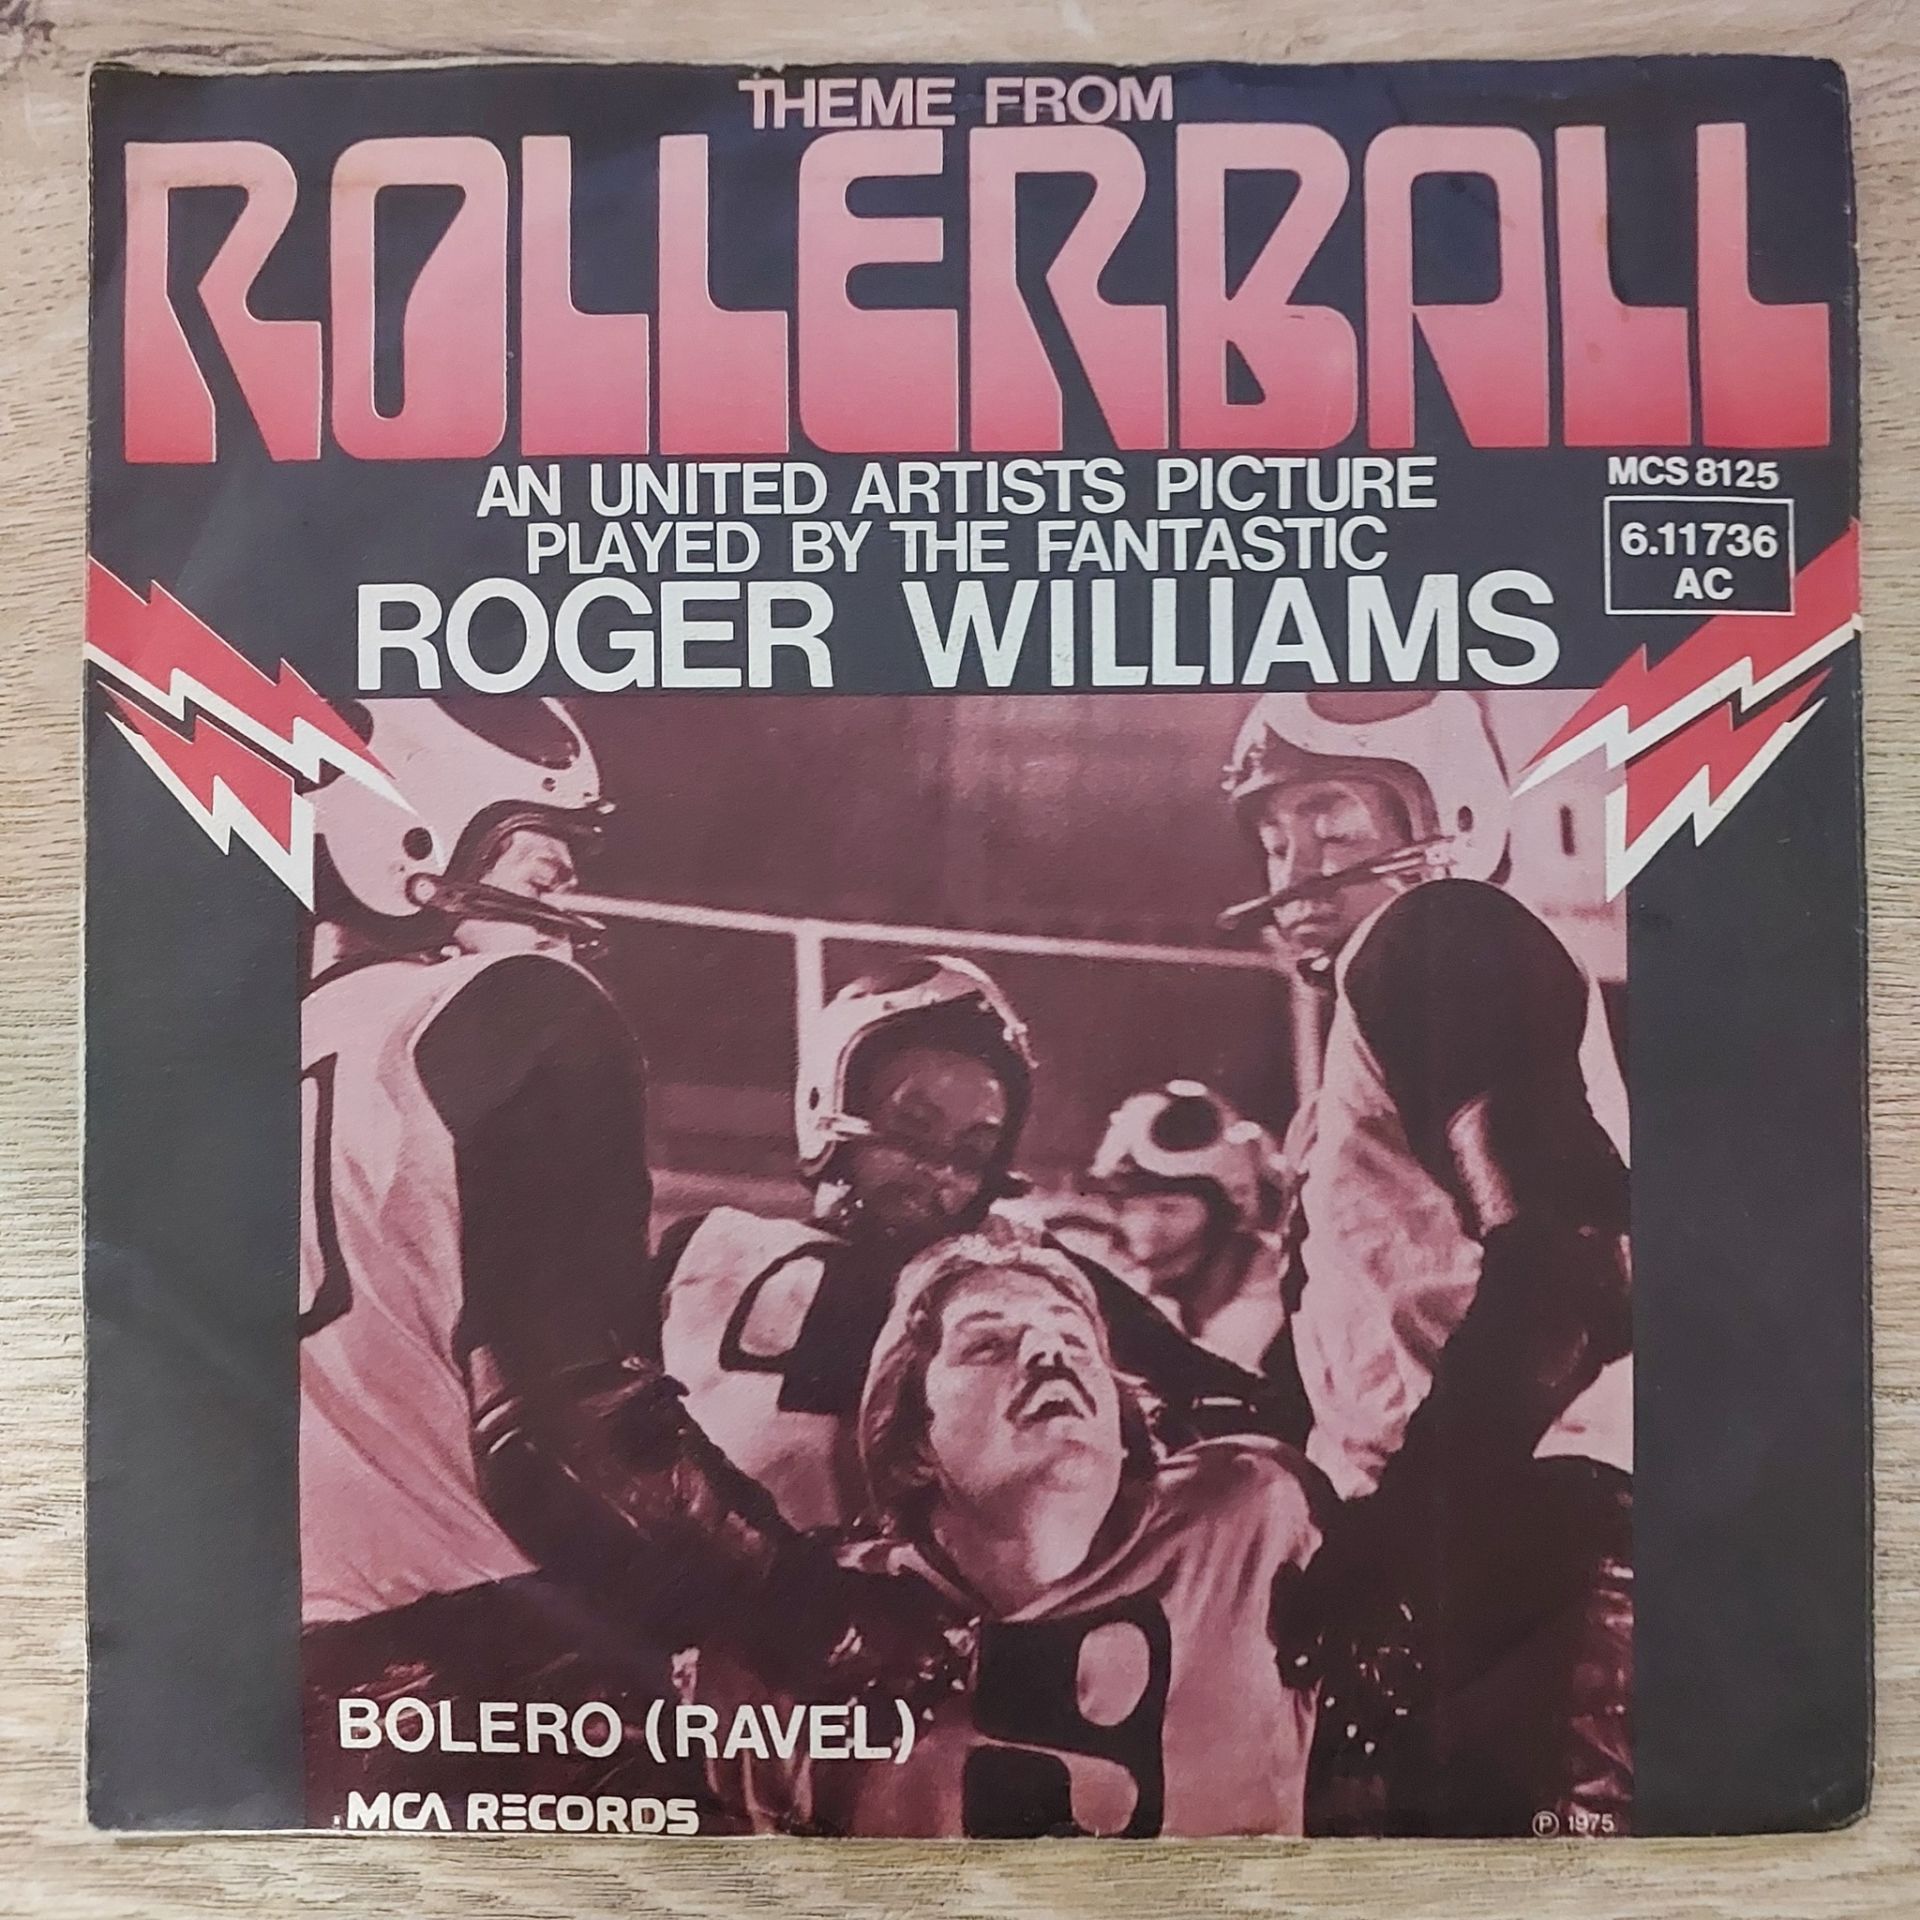 THEME FROM
ROLLERBALL
AN UNITED ARTISTS PICTURE
PLAYED BY THE FANTASTIC
ROGER WILLIAMS
MCS 8125
6.11736
AC
9
BOLERO (RAVEL)
MCA RECORDS
℗ 1975